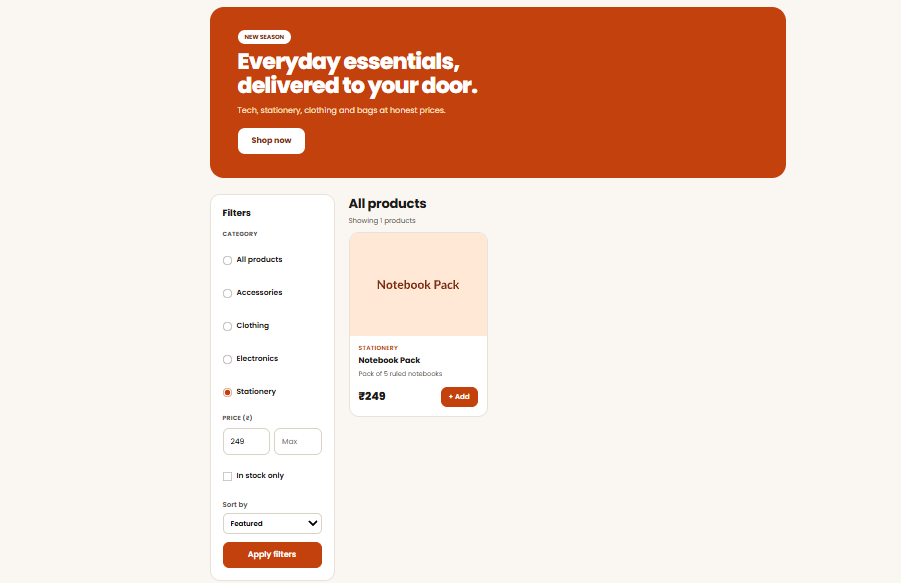 NEW SEASON
Everyday essentials,
delivered to your door.
Tech, stationery, clothing and bags at honest prices.
Shop now
Filters
CATEGORY
All products
Accessories
Clothing
Electronics
Stationery
PRICE (₹)
249
Max
In stock only
Sort by
Featured
Apply filters
All products
Showing 1 products
Notebook Pack
STATIONERY
Notebook Pack
Pack of 5 ruled notebooks
₹249
+ Add